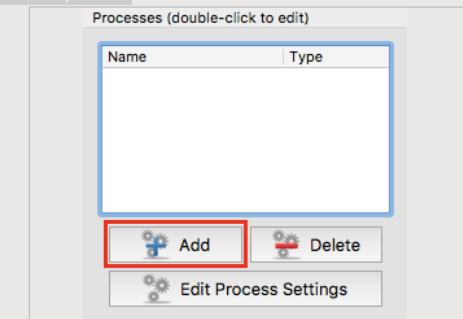 Processes (double-click to edit)
Name Type
Add Delete
Edit Process Settings